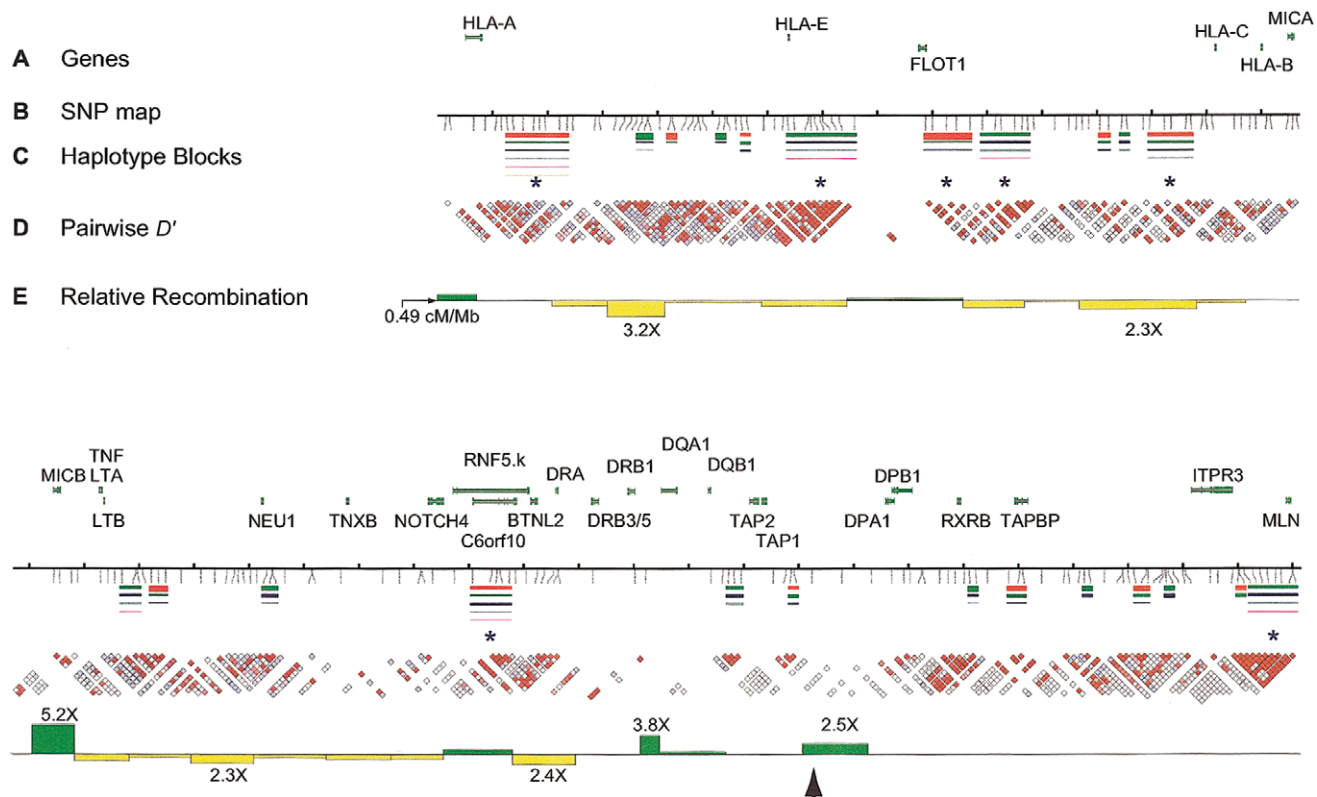 HLA-A HLA-E HLA-C MICA
A Genes
FLOT1 HLA-B
B SNP map
C Haplotype Blocks
* * * * *
D Pairwise D'
E Relative Recombination
0.49 cM/Mb
3.2X 2.3X
TNF RNF5.k DQA1
MICB LTA DRA DRB1 DQB1 DPB1 ITPR3
LTB NEU1 TNXB NOTCH4 BTNL2 DRB3/5 TAP2 DPA1 RXRB TAPBP MLN
C6orf10 TAP1
* *
5.2X 3.8X 2.5X
2.3X 2.4X